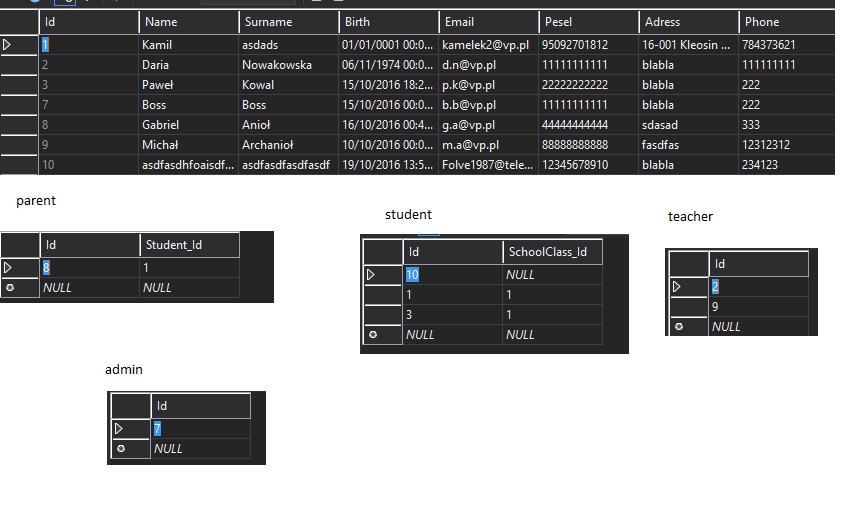 Id Name Surname Birth Email Pesel Adress Phone
1 Kamil asdads 01/01/0001 00:0... kamelek2@vp.pl 95092701812 16-001 Kleosin ... 784373621
2 Daria Nowakowska 06/11/1974 00:0... d.n@vp.pl 11111111111 blabla 111111111
3 Paweł Kowal 15/10/2016 18:2... p.k@vp.pl 22222222222 blabla 222
7 Boss Boss 15/10/2016 00:0... b.b@vp.pl 11111111111 blabla 222
8 Gabriel Anioł 16/10/2016 00:4... g.a@vp.pl 44444444444 sdasad 333
9 Michał Archanioł 10/10/2016 00:0... m.a@vp.pl 88888888888 fasdfas 12312312
10 asdfasdhfoaisdf... asdfasdfasdfasdf 19/10/2016 13:5... Folve1987@tele... 12345678910 blabla 234123
parent
Id Student_Id
8 1
NULL NULL
student
Id SchoolClass_Id
10 NULL
1 1
3 1
NULL NULL
teacher
Id
2
9
NULL
admin
Id
7
NULL